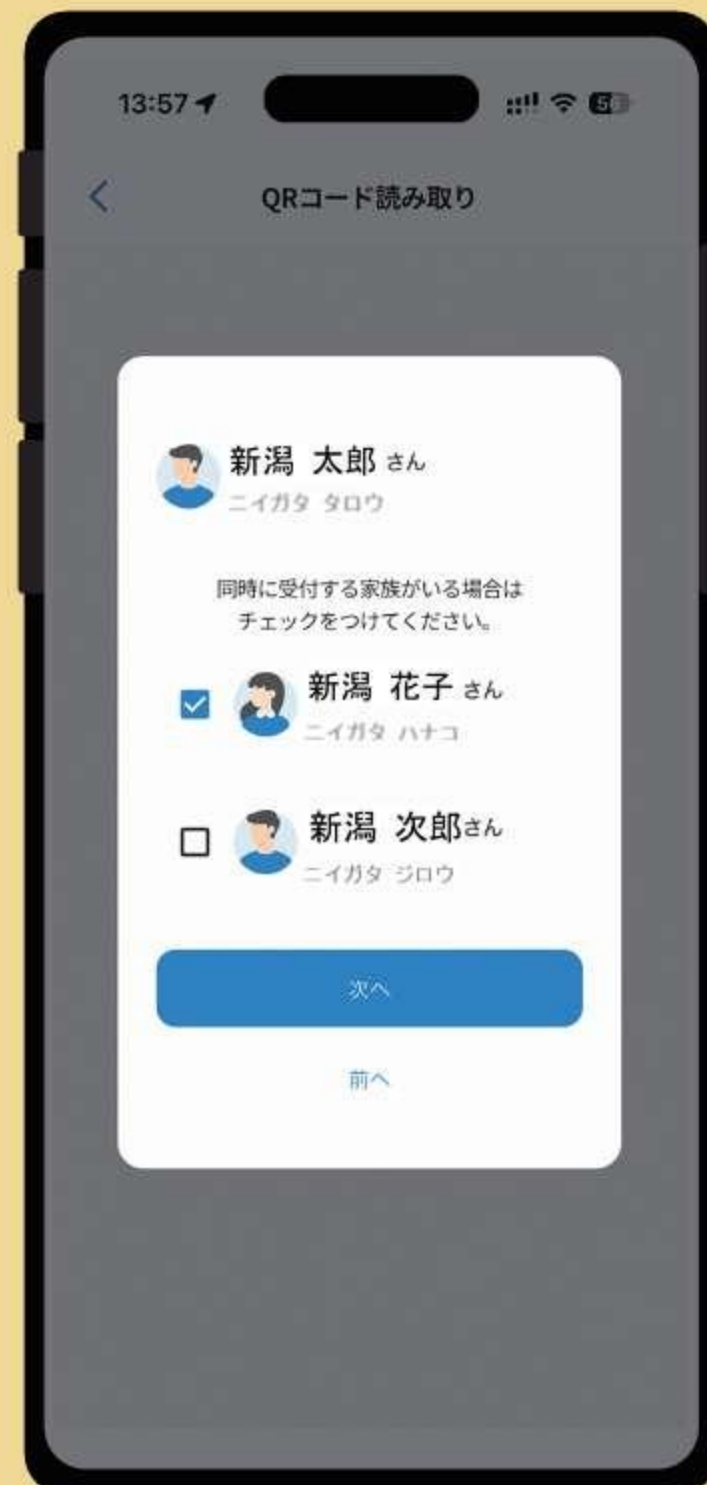 13:57
56
QRコード読み取り
新潟 太郎 さん
ニイガタ タロウ
同時に受付する家族がいる場合は
チェックをつけてください。
新潟 花子 さん
ニイガタ ハナコ
新潟 次郎さん
ニイガタ ジロウ
次へ
前へ